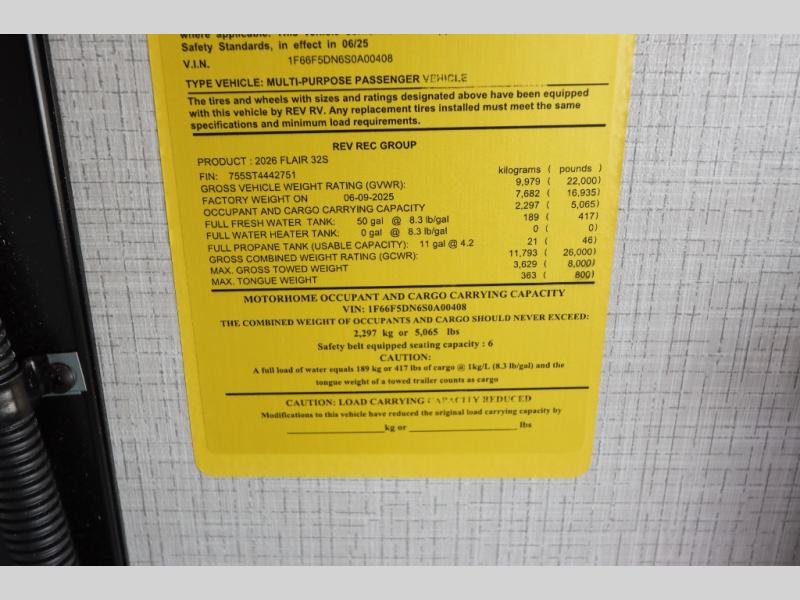 where applicable. This vehicle
Safety Standards, in effect in 06/25
V.I.N. 1F66F5DN6S0A00408
TYPE VEHICLE: MULTI-PURPOSE PASSENGER VEHICLE
The tires and wheels with sizes and ratings designated above have been equipped
with this vehicle by REV RV. Any replacement tires installed must meet the same
specifications and minimum load requirements.
REV REC GROUP
PRODUCT : 2026 FLAIR 32S
FIN: 755ST4442751 kilograms ( pounds )
GROSS VEHICLE WEIGHT RATING (GVWR): 9,979 ( 22,000)
FACTORY WEIGHT ON 06-09-2025 7,682 ( 16,935)
OCCUPANT AND CARGO CARRYING CAPACITY 2,297 ( 5,065)
FULL FRESH WATER TANK: 50 gal @ 8.3 lb/gal 189 ( 417)
FULL WATER HEATER TANK: 0 gal @ 8.3 lb/gal 0 ( 0)
FULL PROPANE TANK (USABLE CAPACITY): 11 gal @ 4.2 21 ( 46)
GROSS COMBINED WEIGHT RATING (GCWR): 11,793 ( 26,000)
MAX. GROSS TOWED WEIGHT 3,629 ( 8,000)
MAX. TONGUE WEIGHT 363 ( 800)
MOTORHOME OCCUPANT AND CARGO CARRYING CAPACITY
VIN: 1F66F5DN6S0A00408
THE COMBINED WEIGHT OF OCCUPANTS AND CARGO SHOULD NEVER EXCEED:
2,297 kg or 5,065 lbs
Safety belt equipped seating capacity : 6
CAUTION:
A full load of water equals 189 kg or 417 lbs of cargo @ 1kg/L (8.3 lb/gal) and the
tongue weight of a towed trailer counts as cargo
CAUTION: LOAD CARRYING CAPACITY REDUCED
Modifications to this vehicle have reduced the original load carrying capacity by
____________________kg or ______________________ lbs